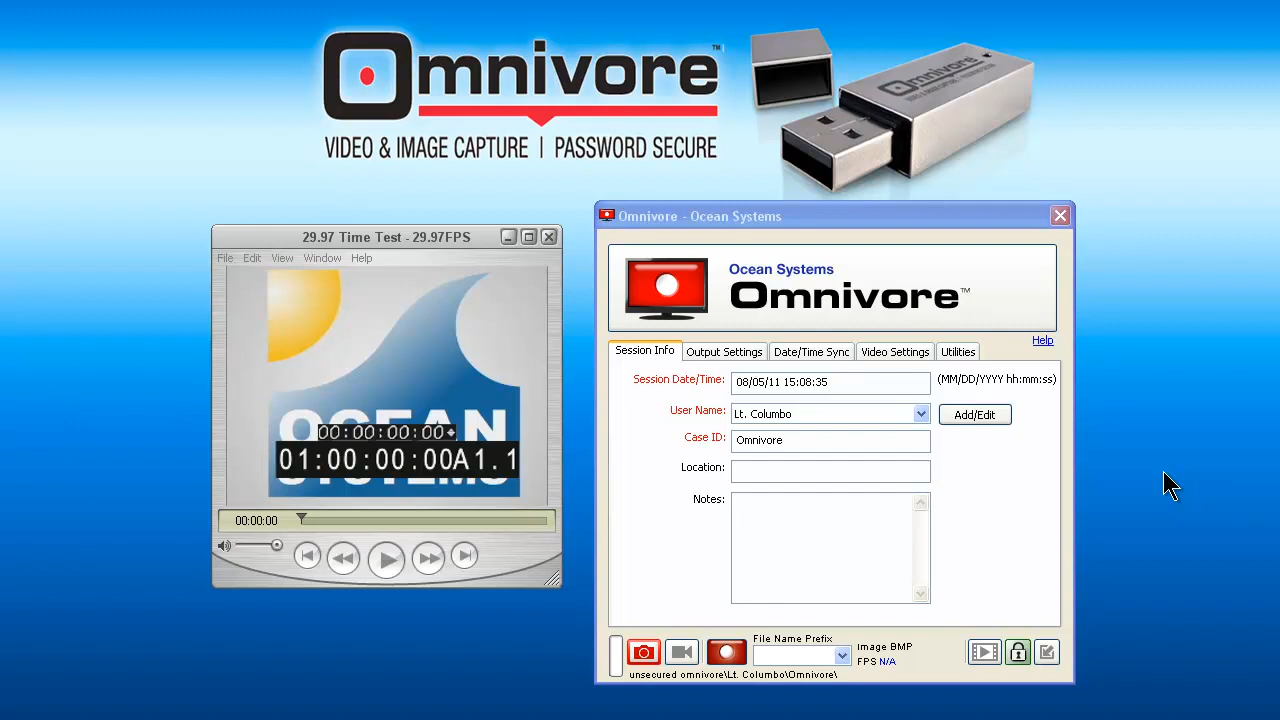 Omnivore™
VIDEO & IMAGE CAPTURE | PASSWORD SECURE
Omnivore
29.97 Time Test - 29.97FPS
File Edit View Window Help
OCEAN
00:00:00:00
01:00:00:00A1.1
SYSTEMS
00:00:00
Omnivore - Ocean Systems
Ocean Systems
Omnivore™
Help
Session Info Output Settings Date/Time Sync Video Settings Utilities
Session Date/Time: 08/05/11 15:08:35 (MM/DD/YYYY hh:mm:ss)
User Name: Lt. Columbo Add/Edit
Case ID: Omnivore
Location:
Notes:
File Name Prefix
image BMP
FPS N/A
unsecured omnivore\Lt. Columbo\Omnivore\